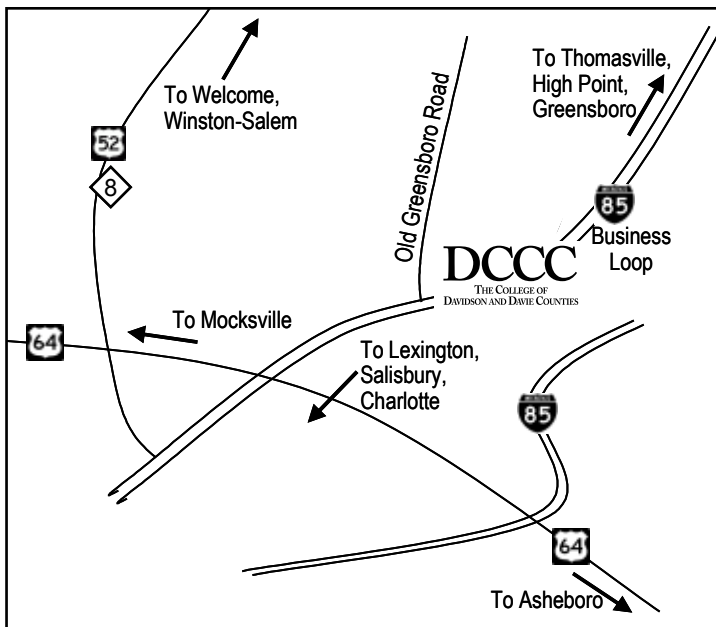 To Welcome,
Winston-Salem
52
8
Old Greensboro Road
To Thomasville,
High Point,
Greensboro
85
Business
Loop
DCCC
THE COLLEGE OF
DAVIDSON AND DAVIE COUNTIES
To Mocksville
64
To Lexington,
Salisbury,
Charlotte
85
64
To Asheboro